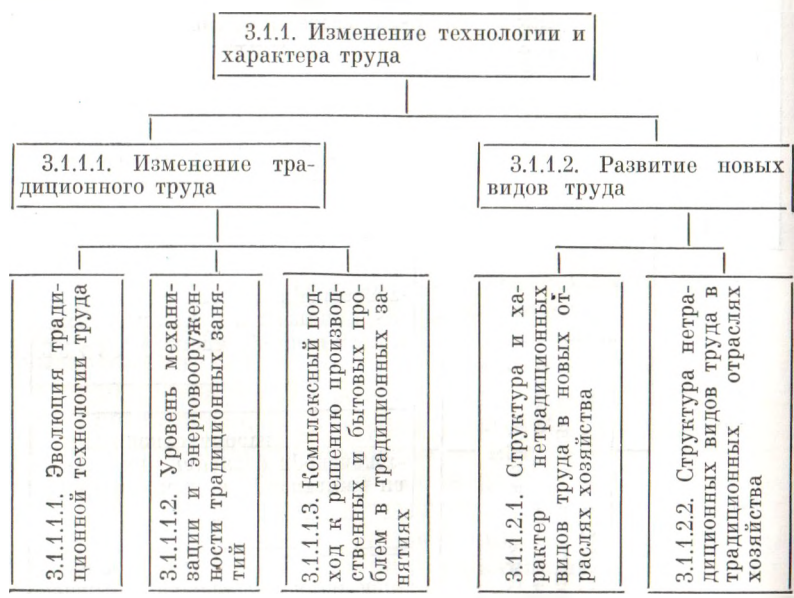 3.1.1. Изменение технологии и
характера труда
3.1.1.1. Изменение тра-
диционного труда
3.1.1.2. Развитие новых
видов труда
3.1.1.1.1. Эволюция тради-
ционной технологии труда
3.1.1.1.2. Уровень механи-
зации и энерговооружен-
ности традиционных заня-
тий
3.1.1.1.3. Комплексный под-
ход к решению производ-
ственных и бытовых про-
блем в традиционных за-
нятиях
3.1.1.2.1. Структура и ха-
рактер нетрадиционных
видов труда в новых от-
раслях хозяйства
3.1.1.2.2. Структура нетра-
диционных видов труда в
традиционных отраслях
хозяйства